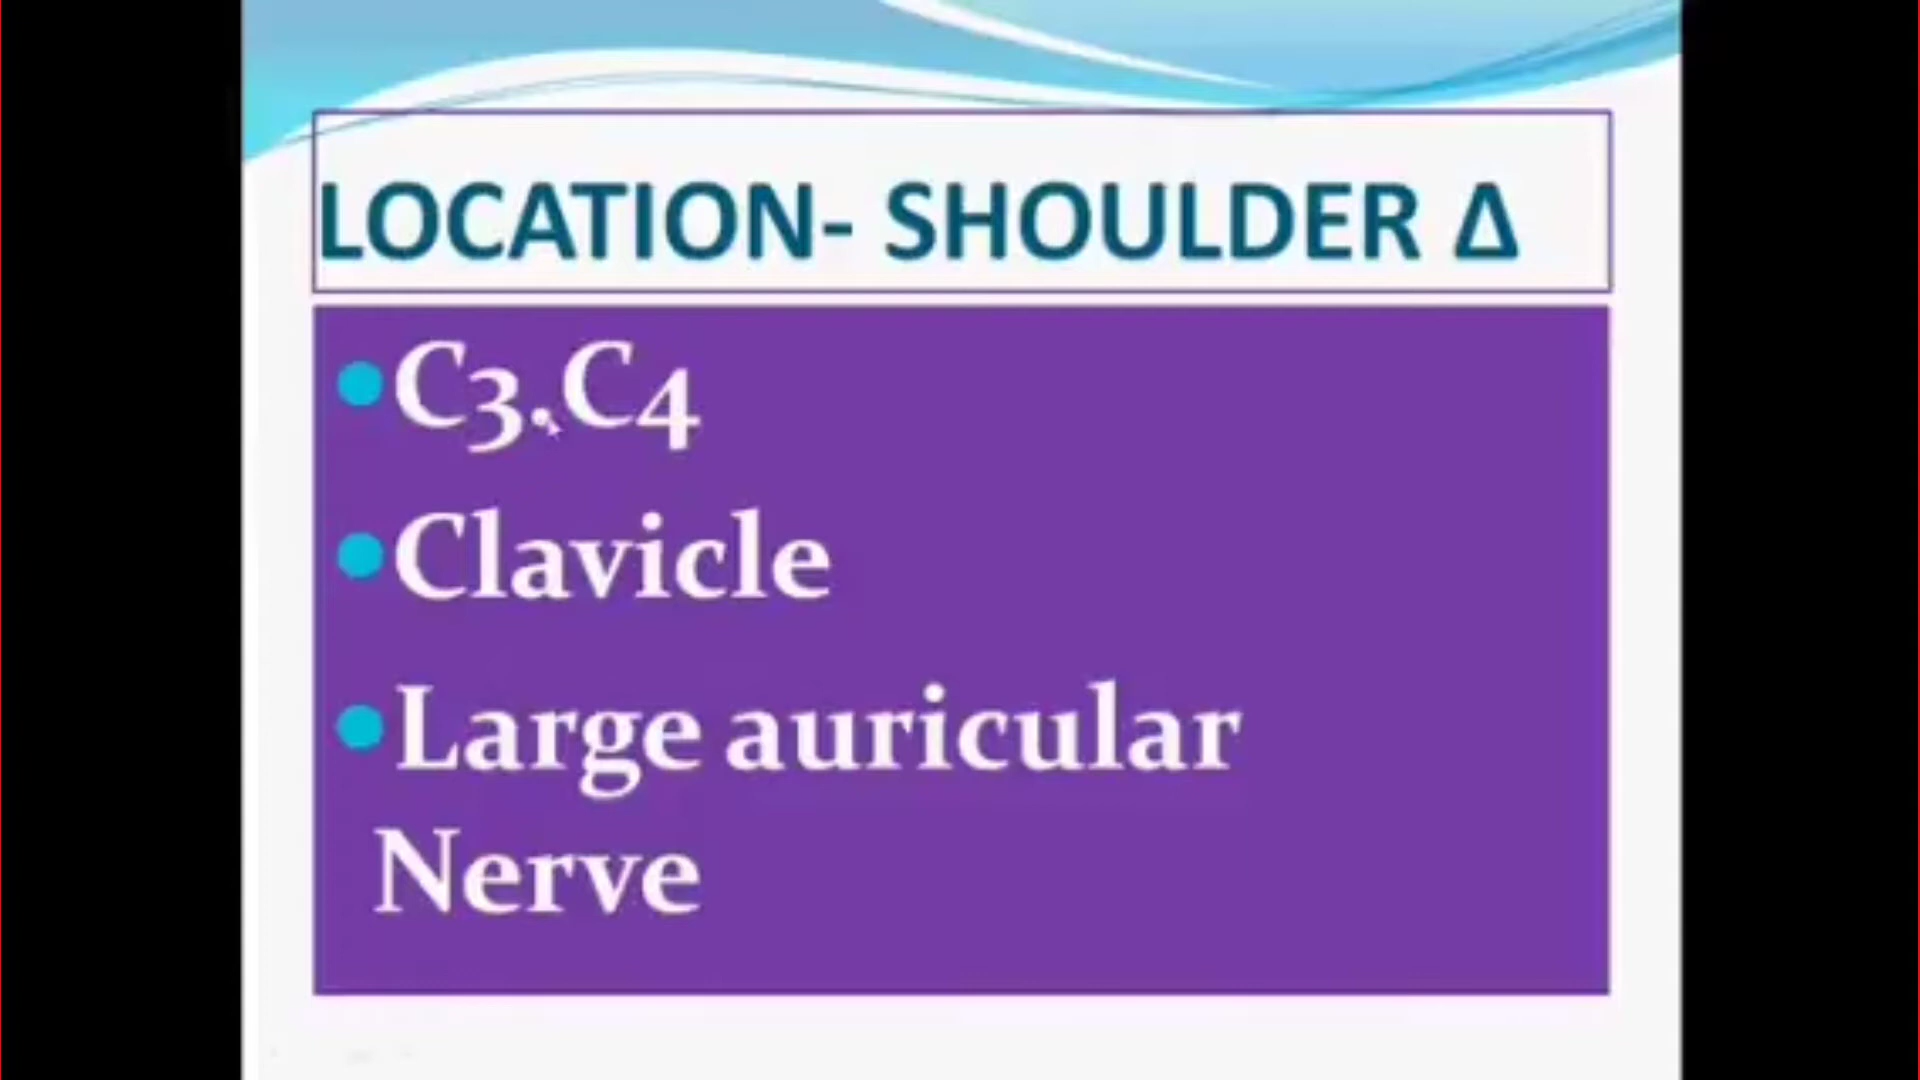 LOCATION- SHOULDER Δ
•C3.C4
•Clavicle
•Large auricular
Nerve